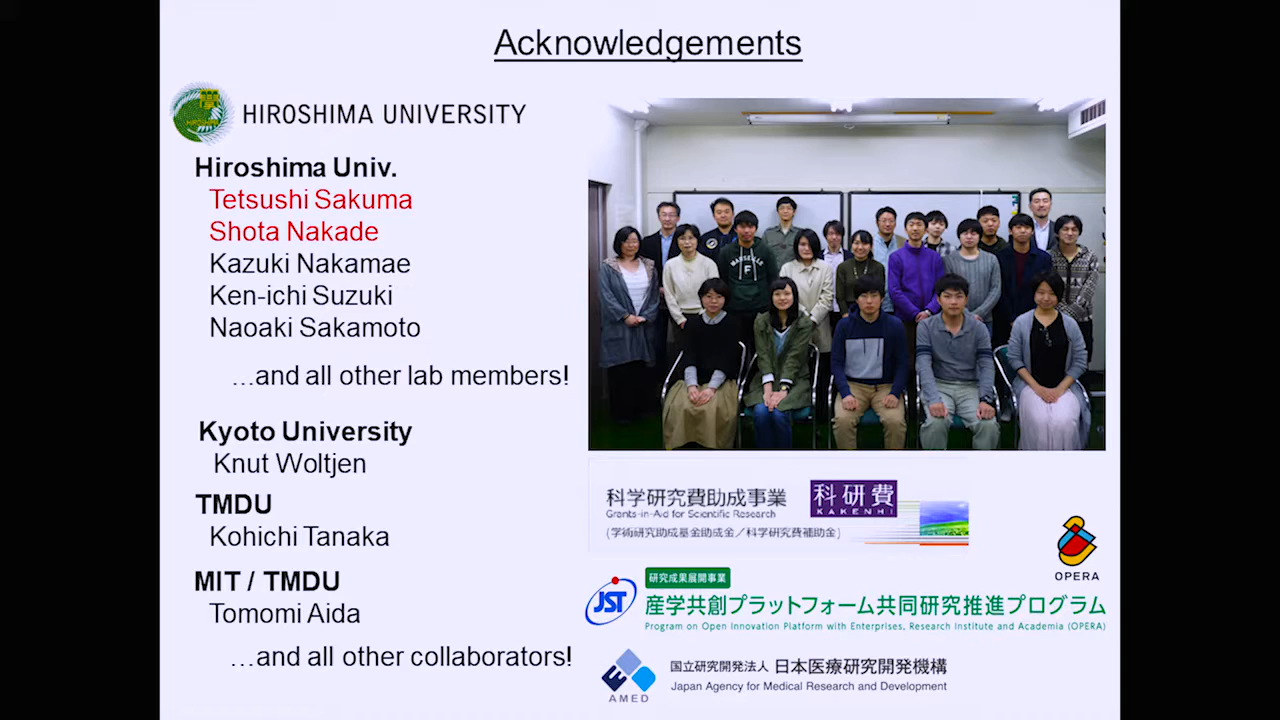 Acknowledgements
HIROSHIMA UNIVERSITY
Hiroshima Univ.
Tetsushi Sakuma
Shota Nakade
Kazuki Nakamae
Ken-ichi Suzuki
Naoaki Sakamoto
…and all other lab members!
Kyoto University
Knut Woltjen
TMDU
Kohichi Tanaka
MIT / TMDU
Tomomi Aida
…and all other collaborators!
MARSEILLE
F
科学研究費助成事業
Grants-in-Aid for Scientific Research
(学術研究助成基金助成金/科学研究費補助金)
科研費
KAKENHI
OPERA
JST
研究成果展開事業
産学共創プラットフォーム共同研究推進プログラム
Program on Open Innovation Platform with Enterprises, Research Institute and Academia (OPERA)
AMED
国立研究開発法人 日本医療研究開発機構
Japan Agency for Medical Research and Development